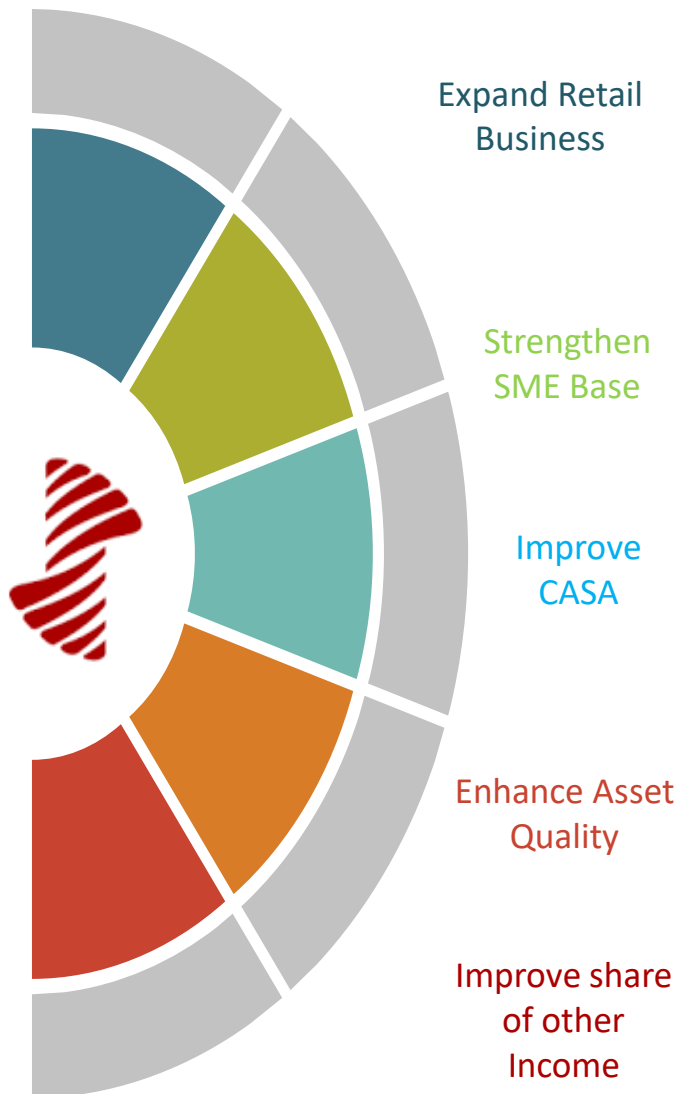 Expand Retail
Business
Strengthen
SME Base
Improve
CASA
Enhance Asset
Quality
Improve share
of other
Income